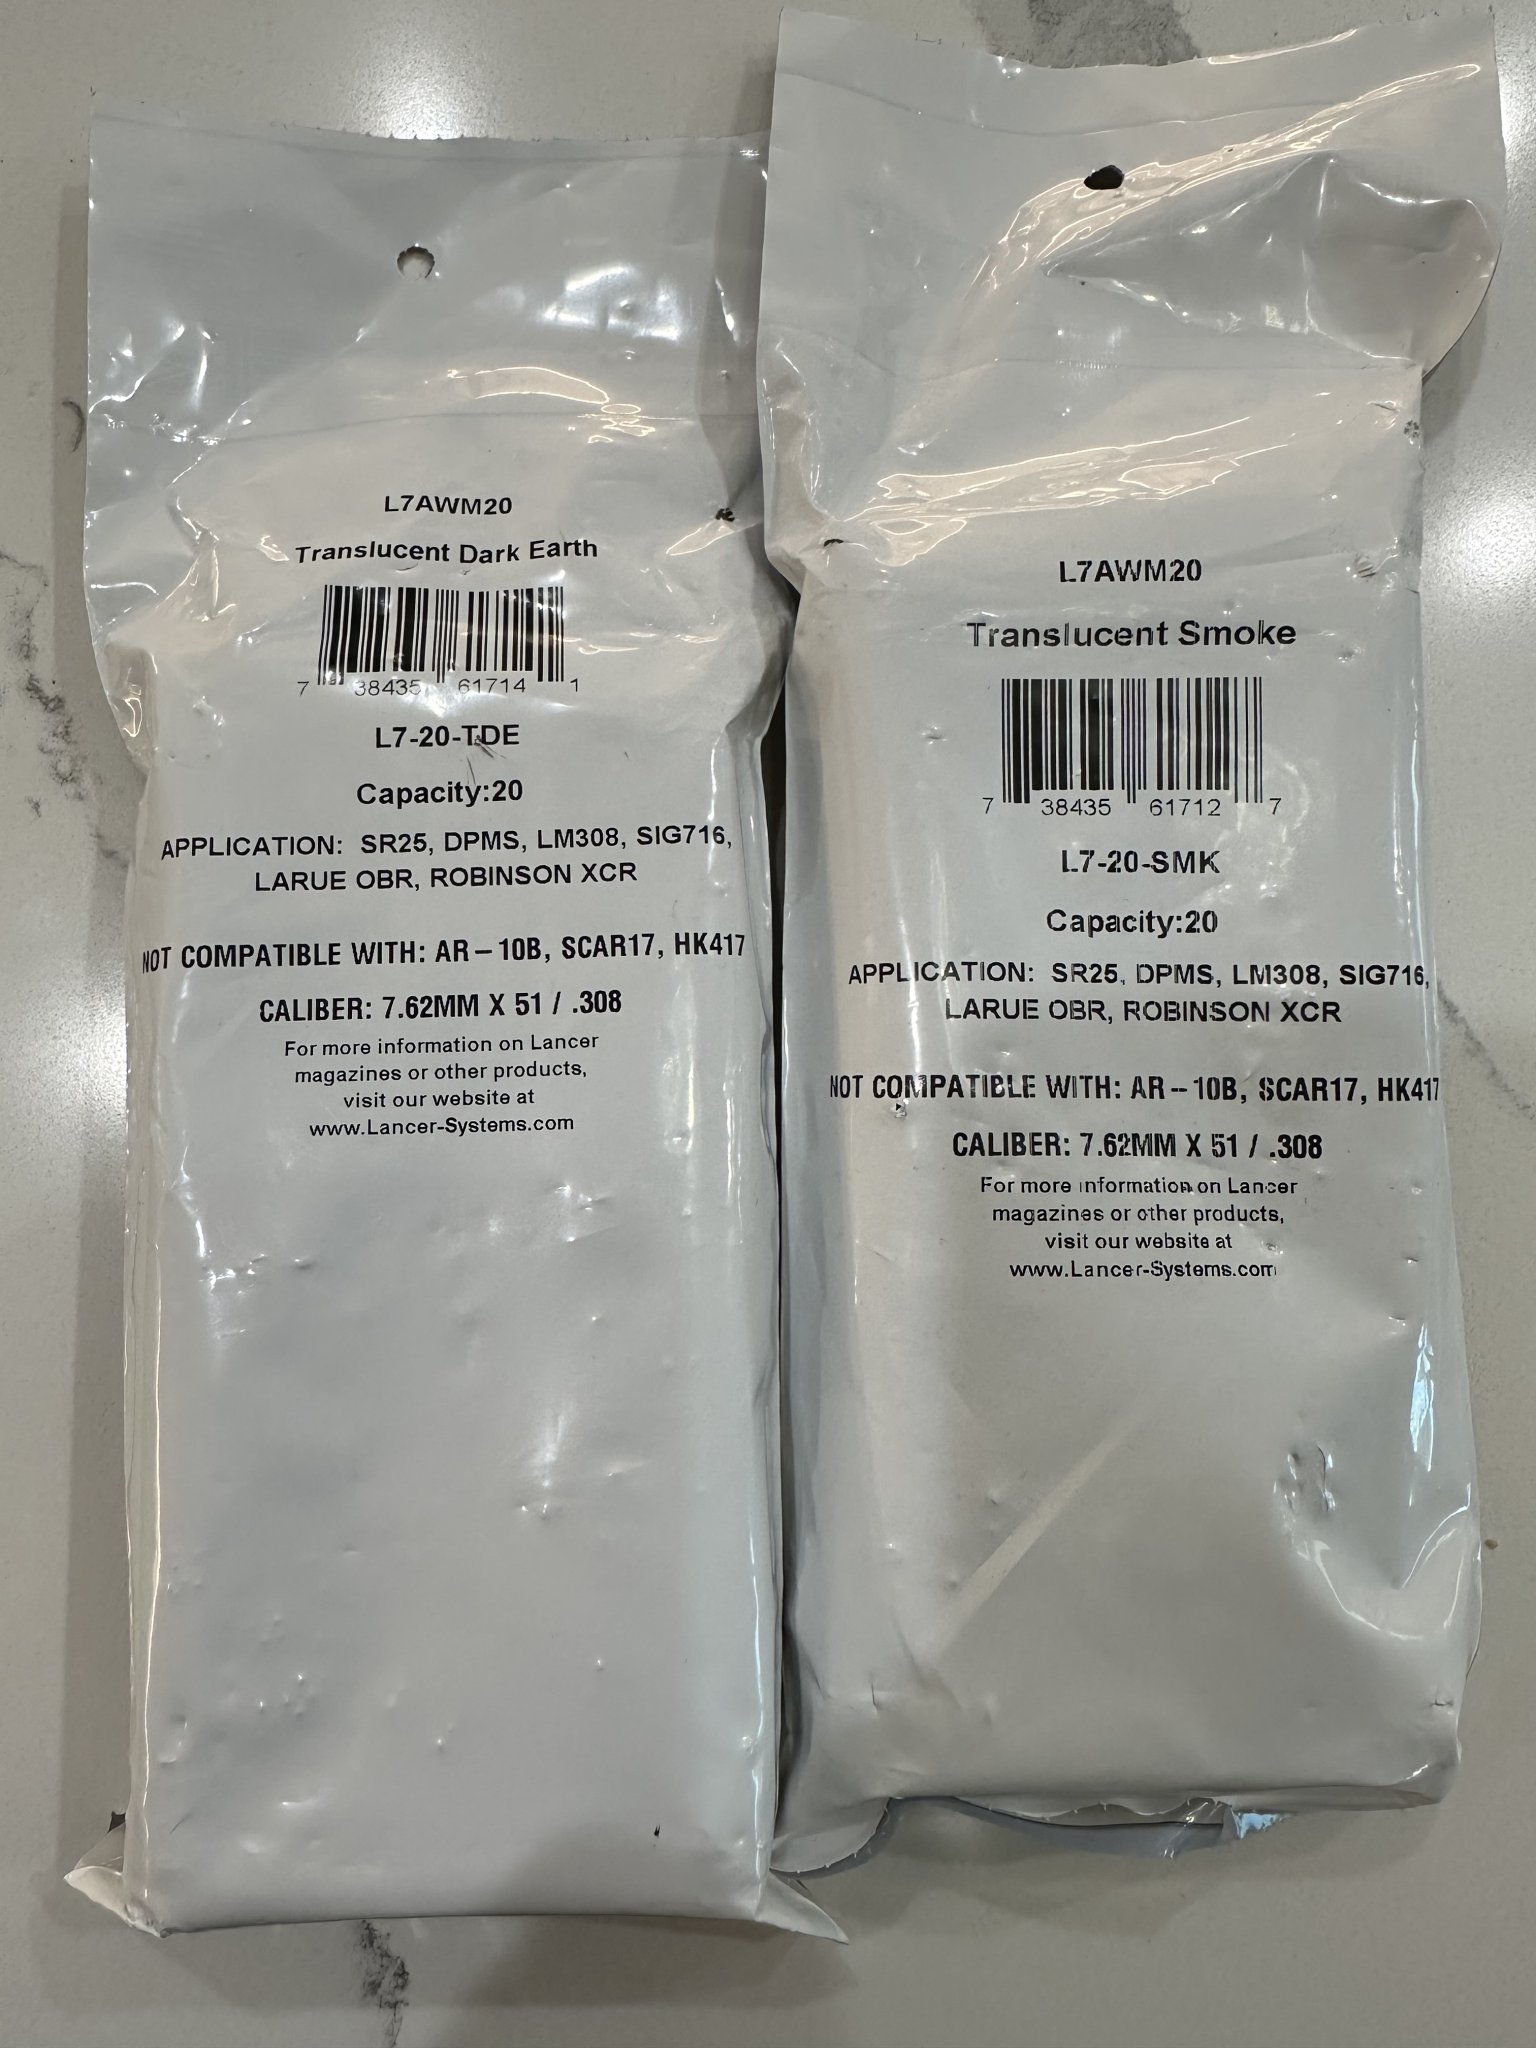 L7AWM20
Translucent Dark Earth
7 38435 61714 1
L7-20-TDE
Capacity:20
APPLICATION: SR25, DPMS, LM308, SIG716,
LARUE OBR, ROBINSON XCR
NOT COMPATIBLE WITH: AR–10B, SCAR17, HK417
CALIBER: 7.62MM X 51 / .308
For more information on Lancer
magazines or other products,
visit our website at
www.Lancer-Systems.com
L7AWM20
Translucent Smoke
7 38435 61712 7
L7-20-SMK
Capacity:20
APPLICATION: SR25, DPMS, LM308, SIG716,
LARUE OBR, ROBINSON XCR
NOT COMPATIBLE WITH: AR–10B, SCAR17, HK417
CALIBER: 7.62MM X 51 / .308
For more information on Lancer
magazines or other products,
visit our website at
www.Lancer-Systems.com